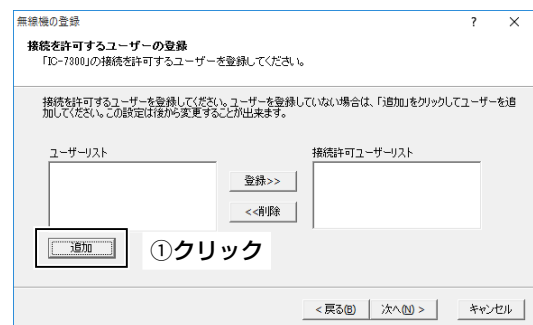 無線機の登録 ? ×
接続を許可するユーザーの登録
「IC-7300」の接続を許可するユーザーを登録してください。
接続を許可するユーザーを登録してください。ユーザーを登録していない場合は、「追加」をクリックしてユーザーを追
加してください。この設定は後から変更することが出来ます。
ユーザーリスト 接続許可ユーザーリスト
登録>>
<<削除
追加 ①クリック
< 戻る(B) 次へ(N) > キャンセル